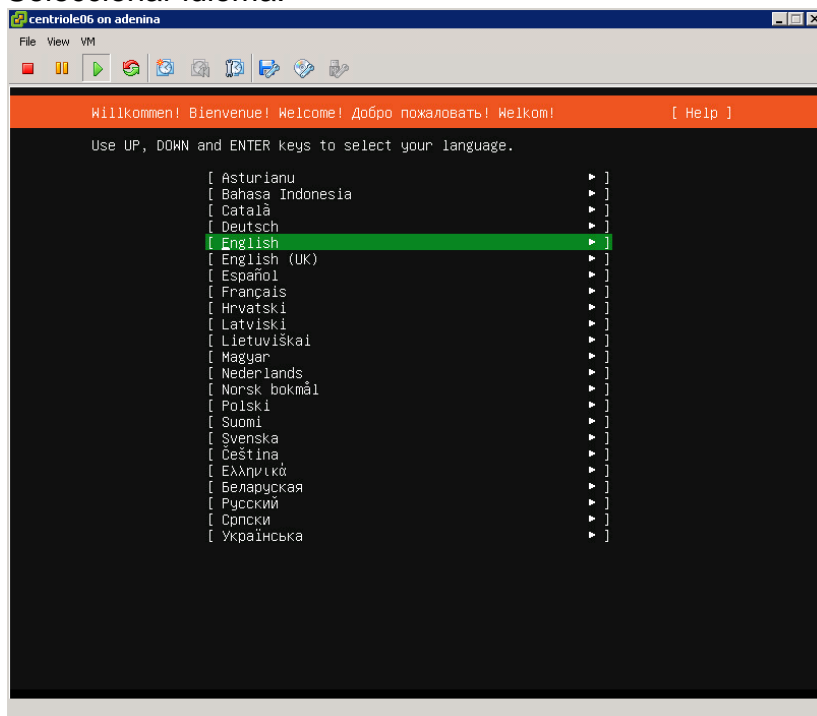 Seleccionar Idioma.
centriole06 on adenina
File View VM
Willkommen! Bienvenue! Welcome! Добро пожаловать! Welkom! [ Help ]
Use UP, DOWN and ENTER keys to select your language.
[ Asturianu ► ]
[ Bahasa Indonesia ► ]
[ Català ► ]
[ Deutsch ► ]
[ English ► ]
[ English (UK) ► ]
[ Español ► ]
[ Français ► ]
[ Hrvatski ► ]
[ Latviski ► ]
[ Lietuviškai ► ]
[ Magyar ► ]
[ Nederlands ► ]
[ Norsk bokmål ► ]
[ Polski ► ]
[ Suomi ► ]
[ Svenska ► ]
[ Čeština ► ]
[ Ελληνικά ► ]
[ Беларуская ► ]
[ Русский ► ]
[ Српски ► ]
[ Українська ► ]